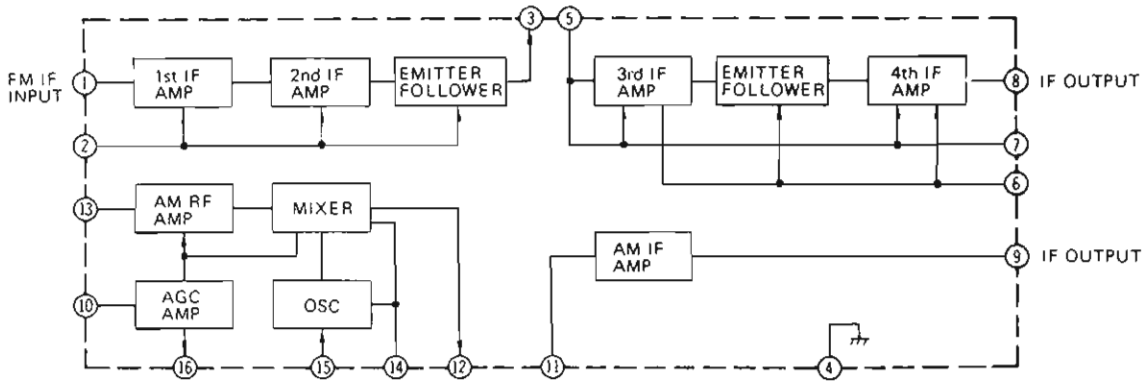 3 5
FM IF
INPUT
1
1st IF
AMP
2nd IF
AMP
EMITTER
FOLLOWER
3rd IF
AMP
EMITTER
FOLLOWER
4th IF
AMP
8 IF OUTPUT
2
7
6
13
AM RF
AMP
MIXER
AM IF
AMP
9 IF OUTPUT
10
AGC
AMP
OSC
16 15 14 12 11 4